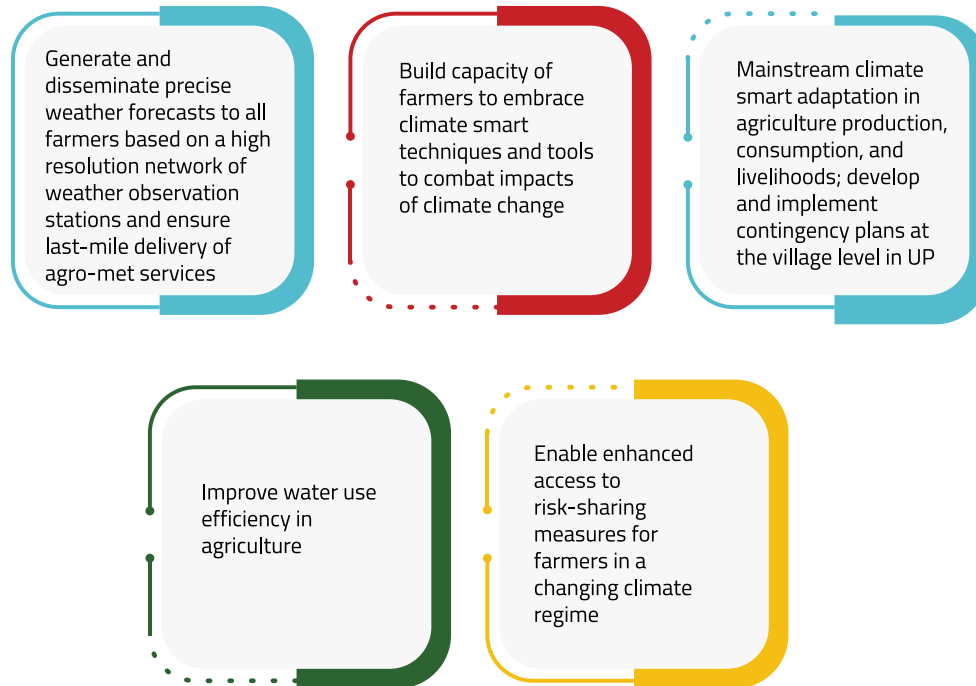 Generate and
disseminate precise
weather forecasts to all
farmers based on a high
resolution network of
weather observation
stations and ensure
last-mile delivery of
agro-met services
Build capacity of
farmers to embrace
climate smart
techniques and tools
to combat impacts
of climate change
Mainstream climate
smart adaptation in
agriculture production,
consumption, and
livelihoods; develop
and implement
contingency plans at
the village level in UP
Improve water use
efficiency in
agriculture
Enable enhanced
access to
risk-sharing
measures for
farmers in a
changing climate
regime